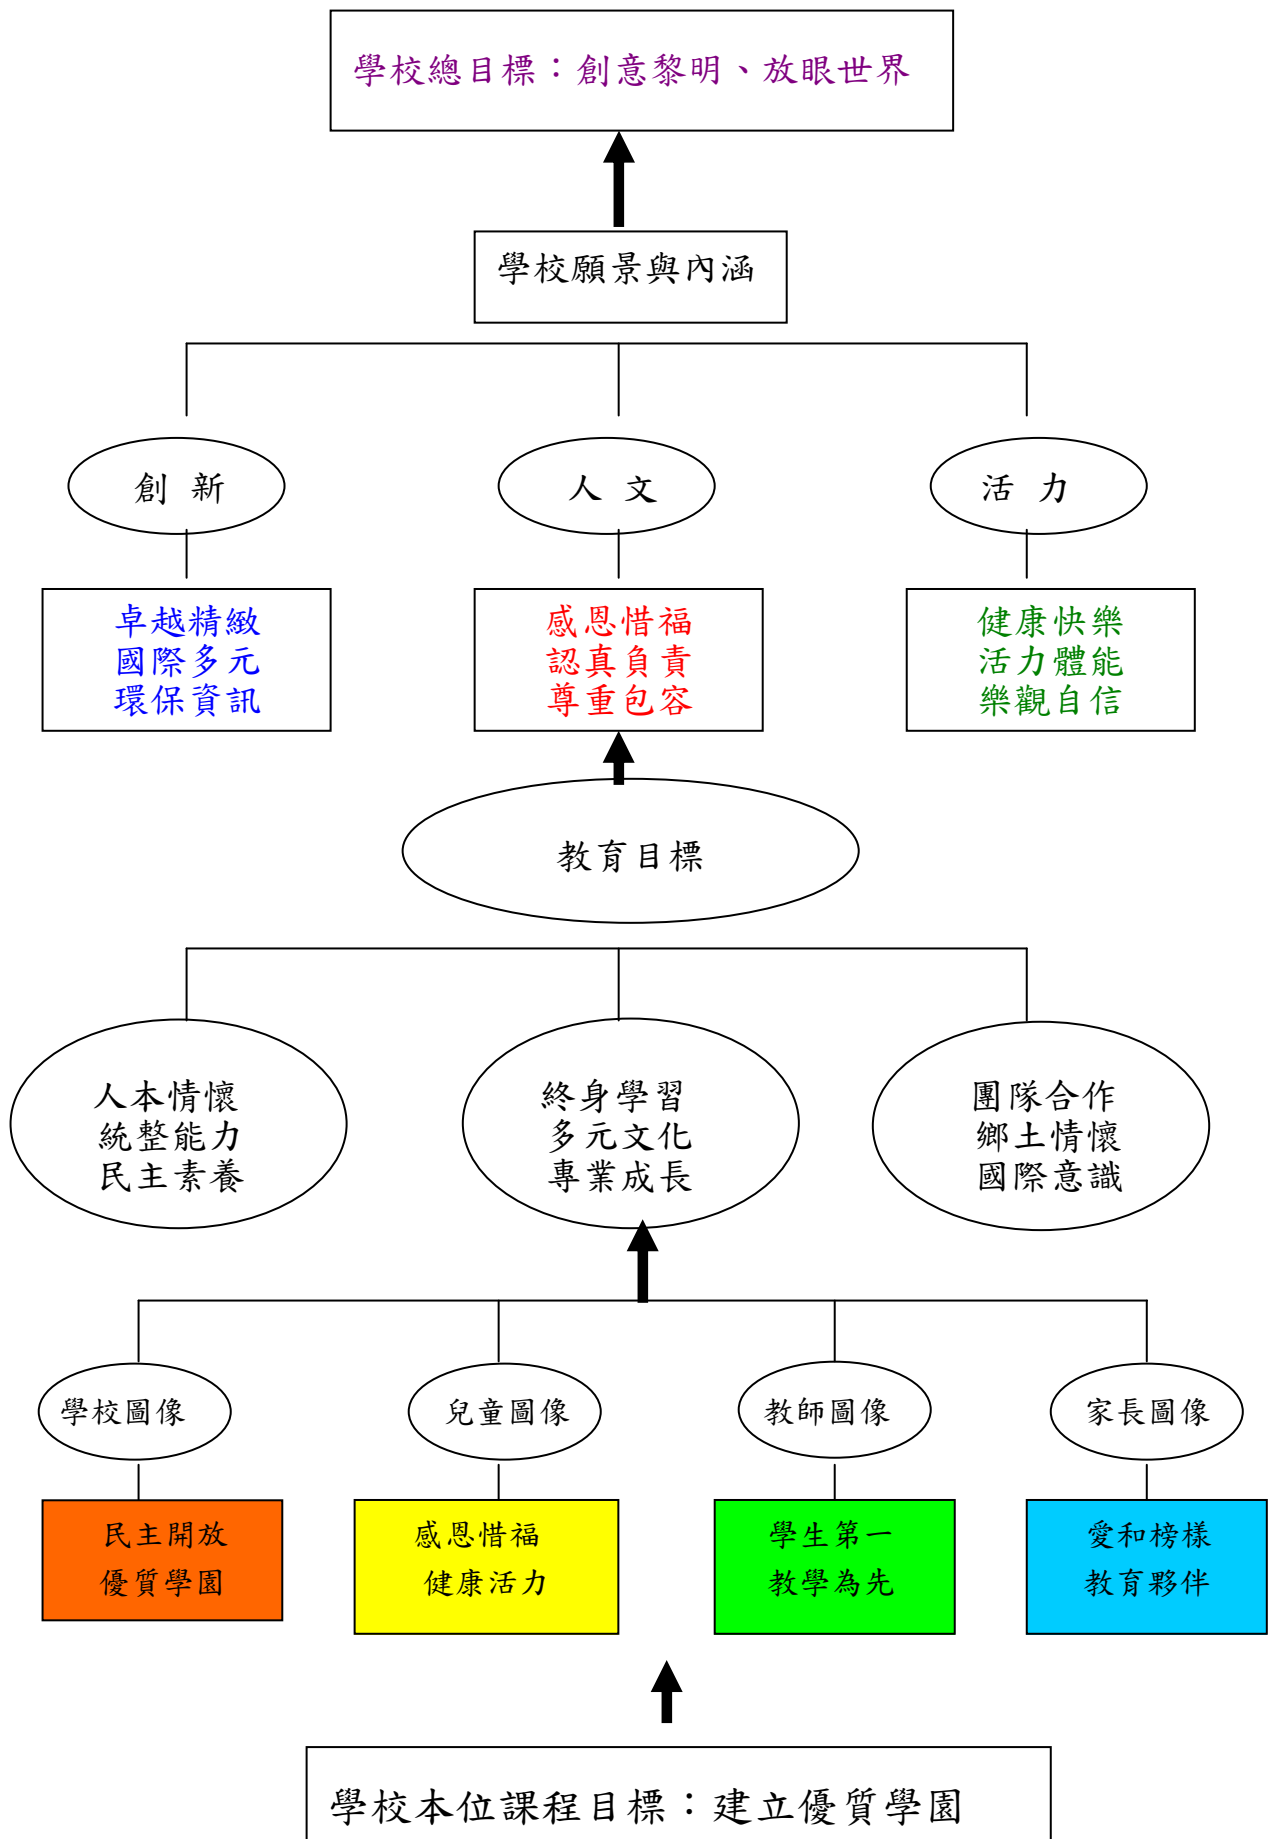 學校總目標：創意黎明、放眼世界
學校願景與內涵
創 新
人 文
活 力
卓越精緻
國際多元
環保資訊
感恩惜福
認真負責
尊重包容
健康快樂
活力體能
樂觀自信
教育目標
人本情懷
統整能力
民主素養
終身學習
多元文化
專業成長
團隊合作
鄉土情懷
國際意識
學校圖像
兒童圖像
教師圖像
家長圖像
民主開放
優質學園
感恩惜福
健康活力
學生第一
教學為先
愛和榜樣
教育夥伴
學校本位課程目標：建立優質學園